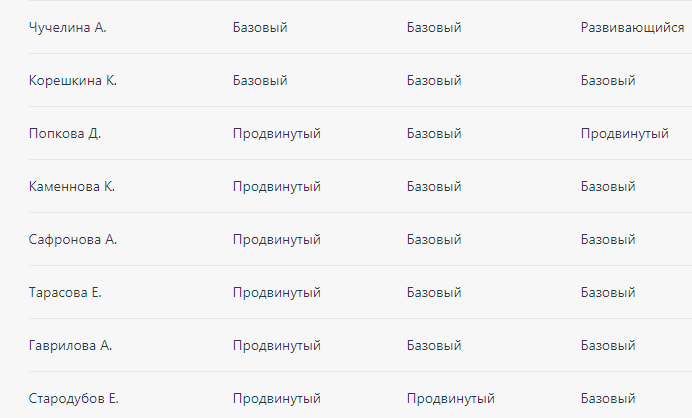 Чучелина А. Базовый Базовый Развивающийся
Корешкина К. Базовый Базовый Базовый
Попкова Д. Продвинутый Базовый Продвинутый
Каменнова К. Продвинутый Базовый Базовый
Сафронова А. Продвинутый Базовый Базовый
Тарасова Е. Продвинутый Базовый Базовый
Гаврилова А. Продвинутый Базовый Базовый
Стародубов Е. Продвинутый Продвинутый Базовый